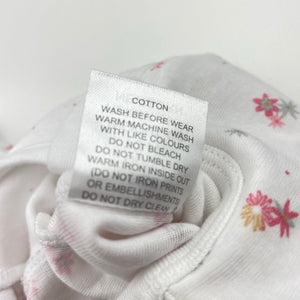 COTTON
WASH BEFORE WEAR
WARM MACHINE WASH
WITH LIKE COLOURS
DO NOT BLEACH
DO NOT TUMBLE DRY
WARM IRON INSIDE OUT
(DO NOT IRON PRINTS
OR EMBELLISHMENTS)
DO NOT DRY CLEAN